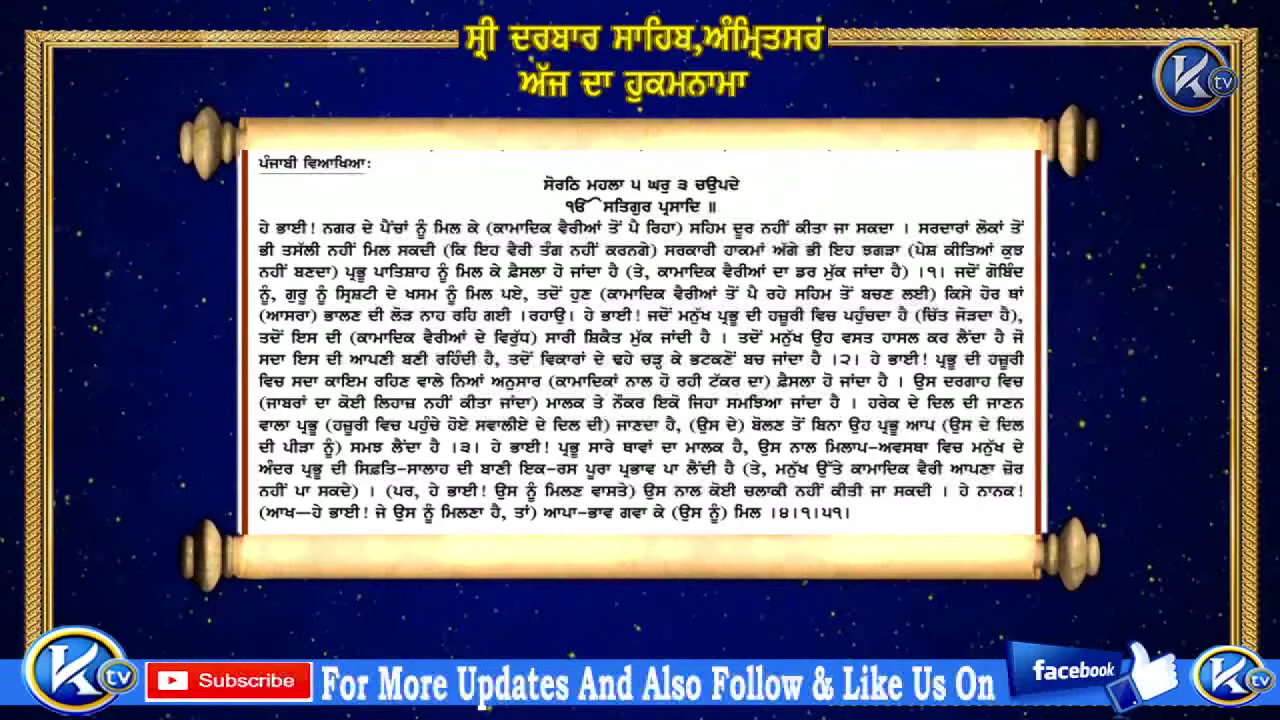 ਸ੍ਰੀ ਦਰਬਾਰ ਸਾਹਿਬ,ਅੰਮ੍ਰਿਤਸਰ
ਅੱਜ ਦਾ ਹੁਕਮਨਾਮਾ
K tv
ਪੰਜਾਬੀ ਵਿਆਖਿਆ:
ਸੋਰਠਿ ਮਹਲਾ ੫ ਘਰੁ ੩ ਚਉਪਦੇ
ੴ ਸਤਿਗੁਰ ਪ੍ਰਸਾਦਿ ॥
ਹੇ ਭਾਈ! ਨਗਰ ਦੇ ਪੈਂਚਾਂ ਨੂੰ ਮਿਲ ਕੇ (ਕਾਮਾਦਿਕ ਵੈਰੀਆਂ ਤੋਂ ਪੈ ਰਿਹਾ) ਸਹਿਮ ਦੂਰ ਨਹੀਂ ਕੀਤਾ ਜਾ ਸਕਦਾ । ਸਰਦਾਰਾਂ ਲੋਕਾਂ ਤੋਂ
ਭੀ ਤਸੱਲੀ ਨਹੀਂ ਮਿਲ ਸਕਦੀ (ਕਿ ਇਹ ਵੈਰੀ ਤੰਗ ਨਹੀਂ ਕਰਨਗੇ) ਸਰਕਾਰੀ ਹਾਕਮਾਂ ਅੱਗੇ ਭੀ ਇਹ ਝਗੜਾ (ਪੇਸ਼ ਕੀਤਿਆਂ ਕੁਝ
ਨਹੀਂ ਬਣਦਾ) ਪ੍ਰਭੂ ਪਾਤਿਸ਼ਾਹ ਨੂੰ ਮਿਲ ਕੇ ਫ਼ੈਸਲਾ ਹੋ ਜਾਂਦਾ ਹੈ (ਤੇ, ਕਾਮਾਦਿਕ ਵੈਰੀਆਂ ਦਾ ਡਰ ਮੁੱਕ ਜਾਂਦਾ ਹੈ) ।੧। ਜਦੋਂ ਗੋਬਿੰਦ
ਨੂੰ, ਗੁਰੂ ਨੂੰ ਸ੍ਰਿਸ਼ਟੀ ਦੇ ਖਸਮ ਨੂੰ ਮਿਲ ਪਏ, ਤਦੋਂ ਹੁਣ (ਕਾਮਾਦਿਕ ਵੈਰੀਆਂ ਤੋਂ ਪੈ ਰਹੇ ਸਹਿਮ ਤੋਂ ਬਚਣ ਲਈ) ਕਿਸੇ ਹੋਰ ਥਾਂ
(ਆਸਰਾ) ਭਾਲਣ ਦੀ ਲੋੜ ਨਾਹ ਰਹਿ ਗਈ ।ਰਹਾਉ। ਹੇ ਭਾਈ! ਜਦੋਂ ਮਨੁੱਖ ਪ੍ਰਭੂ ਦੀ ਹਜ਼ੂਰੀ ਵਿਚ ਪਹੁੰਚਦਾ ਹੈ (ਚਿੱਤ ਜੋੜਦਾ ਹੈ),
ਤਦੋਂ ਇਸ ਦੀ (ਕਾਮਾਦਿਕ ਵੈਰੀਆਂ ਦੇ ਵਿਰੁੱਧ) ਸਾਰੀ ਸ਼ਿਕੈਤ ਮੁੱਕ ਜਾਂਦੀ ਹੈ । ਤਦੋਂ ਮਨੁੱਖ ਉਹ ਵਸਤ ਹਾਸਲ ਕਰ ਲੈਂਦਾ ਹੈ ਜੋ
ਸਦਾ ਇਸ ਦੀ ਆਪਣੀ ਬਣੀ ਰਹਿੰਦੀ ਹੈ, ਤਦੋਂ ਵਿਕਾਰਾਂ ਦੇ ਢਹੇ ਚੜ੍ਹ ਕੇ ਭਟਕਣੋਂ ਬਚ ਜਾਂਦਾ ਹੈ ।੨। ਹੇ ਭਾਈ! ਪ੍ਰਭੂ ਦੀ ਹਜ਼ੂਰੀ
ਵਿਚ ਸਦਾ ਕਾਇਮ ਰਹਿਣ ਵਾਲੇ ਨਿਆਂ ਅਨੁਸਾਰ (ਕਾਮਾਦਿਕਾਂ ਨਾਲ ਹੋ ਰਹੀ ਟੱਕਰ ਦਾ) ਫ਼ੈਸਲਾ ਹੋ ਜਾਂਦਾ ਹੈ । ਉਸ ਦਰਗਾਹ ਵਿਚ
(ਜਾਬਰਾਂ ਦਾ ਕੋਈ ਲਿਹਾਜ਼ ਨਹੀਂ ਕੀਤਾ ਜਾਂਦਾ) ਮਾਲਕ ਤੇ ਨੌਕਰ ਇਕੋ ਜਿਹਾ ਸਮਝਿਆ ਜਾਂਦਾ ਹੈ । ਹਰੇਕ ਦੇ ਦਿਲ ਦੀ ਜਾਣਨ
ਵਾਲਾ ਪ੍ਰਭੂ (ਹਜ਼ੂਰੀ ਵਿਚ ਪਹੁੰਚੇ ਹੋਏ ਸਵਾਲੀਏ ਦੇ ਦਿਲ ਦੀ) ਜਾਣਦਾ ਹੈ, (ਉਸ ਦੇ) ਬੋਲਣ ਤੋਂ ਬਿਨਾ ਉਹ ਪ੍ਰਭੂ ਆਪ (ਉਸ ਦੇ ਦਿਲ
ਦੀ ਪੀੜਾ ਨੂੰ) ਸਮਝ ਲੈਂਦਾ ਹੈ ।੩। ਹੇ ਭਾਈ! ਪ੍ਰਭੂ ਸਾਰੇ ਥਾਵਾਂ ਦਾ ਮਾਲਕ ਹੈ, ਉਸ ਨਾਲ ਮਿਲਾਪ-ਅਵਸਥਾ ਵਿਚ ਮਨੁੱਖ ਦੇ
ਅੰਦਰ ਪ੍ਰਭੂ ਦੀ ਸਿਫ਼ਤਿ-ਸਾਲਾਹ ਦੀ ਬਾਣੀ ਇਕ-ਰਸ ਪੂਰਾ ਪ੍ਰਭਾਵ ਪਾ ਲੈਂਦੀ ਹੈ (ਤੇ, ਮਨੁੱਖ ਉੱਤੇ ਕਾਮਾਦਿਕ ਵੈਰੀ ਆਪਣਾ ਜ਼ੋਰ
ਨਹੀਂ ਪਾ ਸਕਦੇ) । (ਪਰ, ਹੇ ਭਾਈ! ਉਸ ਨੂੰ ਮਿਲਣ ਵਾਸਤੇ) ਉਸ ਨਾਲ ਕੋਈ ਚਲਾਕੀ ਨਹੀਂ ਕੀਤੀ ਜਾ ਸਕਦੀ । ਹੇ ਨਾਨਕ!
(ਆਖ—ਹੇ ਭਾਈ! ਜੇ ਉਸ ਨੂੰ ਮਿਲਣਾ ਹੈ, ਤਾਂ) ਆਪਾ-ਭਾਵ ਗਵਾ ਕੇ (ਉਸ ਨੂੰ) ਮਿਲ ।੪।੧।੫੧।
K tv
Subscribe
For More Updates And Also Follow & Like Us On
facebook
K tv